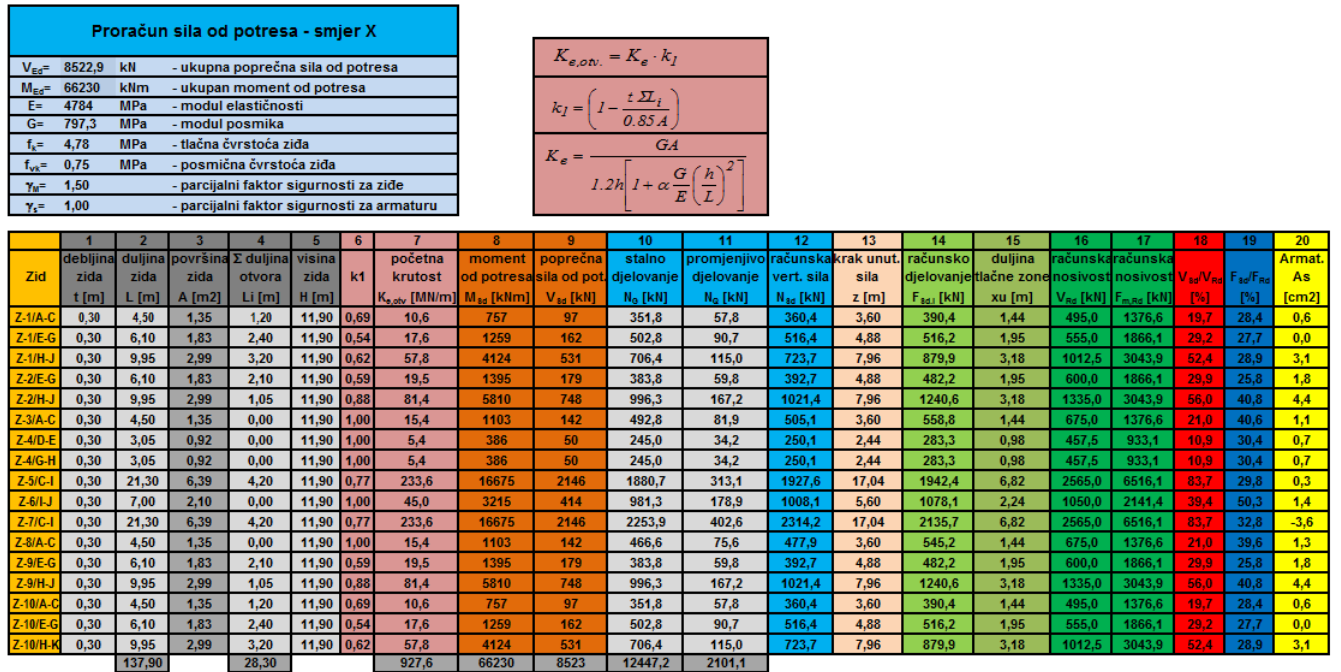 Proračun sila od potresa - smjer X
V_Ed= 8522,9 kN - ukupna poprečna sila od potresa
M_Ed= 66230 kNm - ukupan moment od potresa
E= 4784 MPa - modul elastičnosti
G= 797,3 MPa - modul posmika
f_k= 4,78 MPa - tlačna čvrstoća ziđa
f_vk= 0,75 MPa - posmična čvrstoća ziđa
γ_M= 1,50 - parcijalni faktor sigurnosti za ziđe
γ_s= 1,00 - parcijalni faktor sigurnosti za armaturu
K_e,otv. = K_e · k_1
k_1 = (1 - t ΣL_i / 0.85 A)
K_e = GA / 1.2h[1 + α G/E (h/L)^2]
1 2 3 4 5 6 7 8 9 10 11 12 13 14 15 16 17 18 19 20
Zid debljina zida t [m] duljina zida L [m] površina zida A [m2] Σ duljina otvora Li [m] visina zida H [m] k1 početna krutost K_e,otv [MN/m] moment od potresa M_Sd [kNm] poprečna sila od pot. V_Sd [kN] stalno djelovanje N_G [kN] promjenjivo djelovanje N_Q [kN] računska vert. sila N_Sd [kN] krak unut. sila z [m] računsko djelovanje F_Sd,I [kN] duljina tlačne zone xu [m] računska nosivost V_Rd [kN] računska nosivost F_m,Rd [kN] V_Sd/V_Rd [%] F_Sd/F_Rd [%] Armat. As [cm2]
Z-1/A-C 0,30 4,50 1,35 1,20 11,90 0,69 10,6 757 97 351,8 57,8 360,4 3,60 390,4 1,44 495,0 1376,6 19,7 28,4 0,6
Z-1/E-G 0,30 6,10 1,83 2,40 11,90 0,54 17,6 1259 162 502,8 90,7 516,4 4,88 516,2 1,95 555,0 1866,1 29,2 27,7 0,0
Z-1/H-J 0,30 9,95 2,99 3,20 11,90 0,62 57,8 4124 531 706,4 115,0 723,7 7,96 879,9 3,18 1012,5 3043,9 52,4 28,9 3,1
Z-2/E-G 0,30 6,10 1,83 2,10 11,90 0,59 19,5 1395 179 383,8 59,8 392,7 4,88 482,2 1,95 600,0 1866,1 29,9 25,8 1,8
Z-2/H-J 0,30 9,95 2,99 1,05 11,90 0,88 81,4 5810 748 996,3 167,2 1021,4 7,96 1240,6 3,18 1335,0 3043,9 56,0 40,8 4,4
Z-3/A-C 0,30 4,50 1,35 0,00 11,90 1,00 15,4 1103 142 492,8 81,9 505,1 3,60 558,8 1,44 675,0 1376,6 21,0 40,6 1,1
Z-4/D-E 0,30 3,05 0,92 0,00 11,90 1,00 5,4 386 50 245,0 34,2 250,1 2,44 283,3 0,98 457,5 933,1 10,9 30,4 0,7
Z-4/G-H 0,30 3,05 0,92 0,00 11,90 1,00 5,4 386 50 245,0 34,2 250,1 2,44 283,3 0,98 457,5 933,1 10,9 30,4 0,7
Z-5/C-I 0,30 21,30 6,39 4,20 11,90 0,77 233,6 16675 2146 1880,7 313,1 1927,6 17,04 1942,4 6,82 2565,0 6516,1 83,7 29,8 0,3
Z-6/I-J 0,30 7,00 2,10 0,00 11,90 1,00 45,0 3215 414 981,3 178,9 1008,1 5,60 1078,1 2,24 1050,0 2141,4 39,4 50,3 1,4
Z-7/C-I 0,30 21,30 6,39 4,20 11,90 0,77 233,6 16675 2146 2253,9 402,6 2314,2 17,04 2135,7 6,82 2565,0 6516,1 83,7 32,8 -3,6
Z-8/A-C 0,30 4,50 1,35 0,00 11,90 1,00 15,4 1103 142 466,6 75,6 477,9 3,60 545,2 1,44 675,0 1376,6 21,0 39,6 1,3
Z-9/E-G 0,30 6,10 1,83 2,10 11,90 0,59 19,5 1395 179 383,8 59,8 392,7 4,88 482,2 1,95 600,0 1866,1 29,9 25,8 1,8
Z-9/H-J 0,30 9,95 2,99 1,05 11,90 0,88 81,4 5810 748 996,3 167,2 1021,4 7,96 1240,6 3,18 1335,0 3043,9 56,0 40,8 4,4
Z-10/A-C 0,30 4,50 1,35 1,20 11,90 0,69 10,6 757 97 351,8 57,8 360,4 3,60 390,4 1,44 495,0 1376,6 19,7 28,4 0,6
Z-10/E-G 0,30 6,10 1,83 2,40 11,90 0,54 17,6 1259 162 502,8 90,7 516,4 4,88 516,2 1,95 555,0 1866,1 29,2 27,7 0,0
Z-10/H-K 0,30 9,95 2,99 3,20 11,90 0,62 57,8 4124 531 706,4 115,0 723,7 7,96 879,9 3,18 1012,5 3043,9 52,4 28,9 3,1
137,90 28,30 927,6 66230 8523 12447,2 2101,1